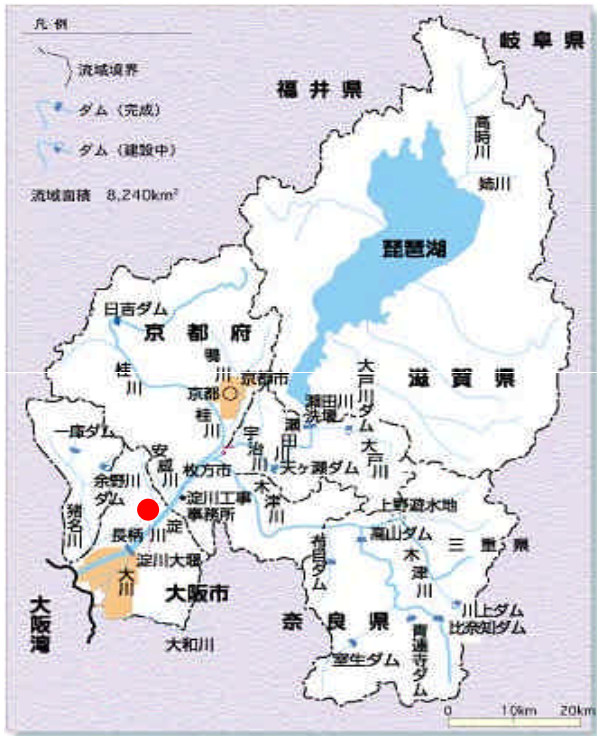 凡例
流域境界
ダム（完成）
ダム（建設中）
流域面積 8,240km²
岐阜県
福井県
高時川
姉川
琵琶湖
日吉ダム
京都府
鴨川
桂川
京都
京都市
桂川
大戸川ダム
滋賀県
瀬田川洗堰
瀬田川
宇治川
大戸川
天ヶ瀬ダム
一庫ダム
安威川
枚方市
余野川
ダム
淀川工事
事務所
木津川
上野遊水地
猪名川
長柄
淀川
淀川大堰
高山ダム
布目ダム
木津川
三重県
大川
大阪市
大阪湾
奈良県
川上ダム
比奈知ダム
大和川
室生ダム
青蓮寺ダム
0 10km 20km